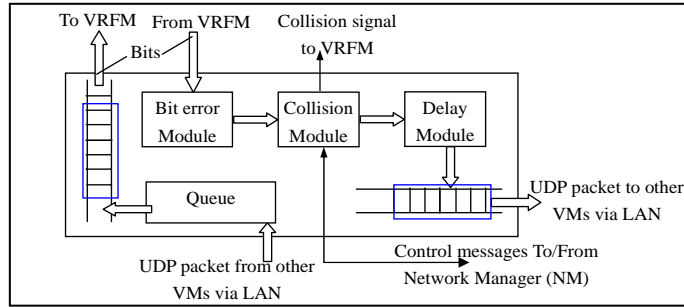 To VRFM
From VRFM
Collision signal
to VRFM
Bits
Bit error
Module
Collision
Module
Delay
Module
Queue
UDP packet to other
VMs via LAN
UDP packet from other
VMs via LAN
Control messages To/From
Network Manager (NM)